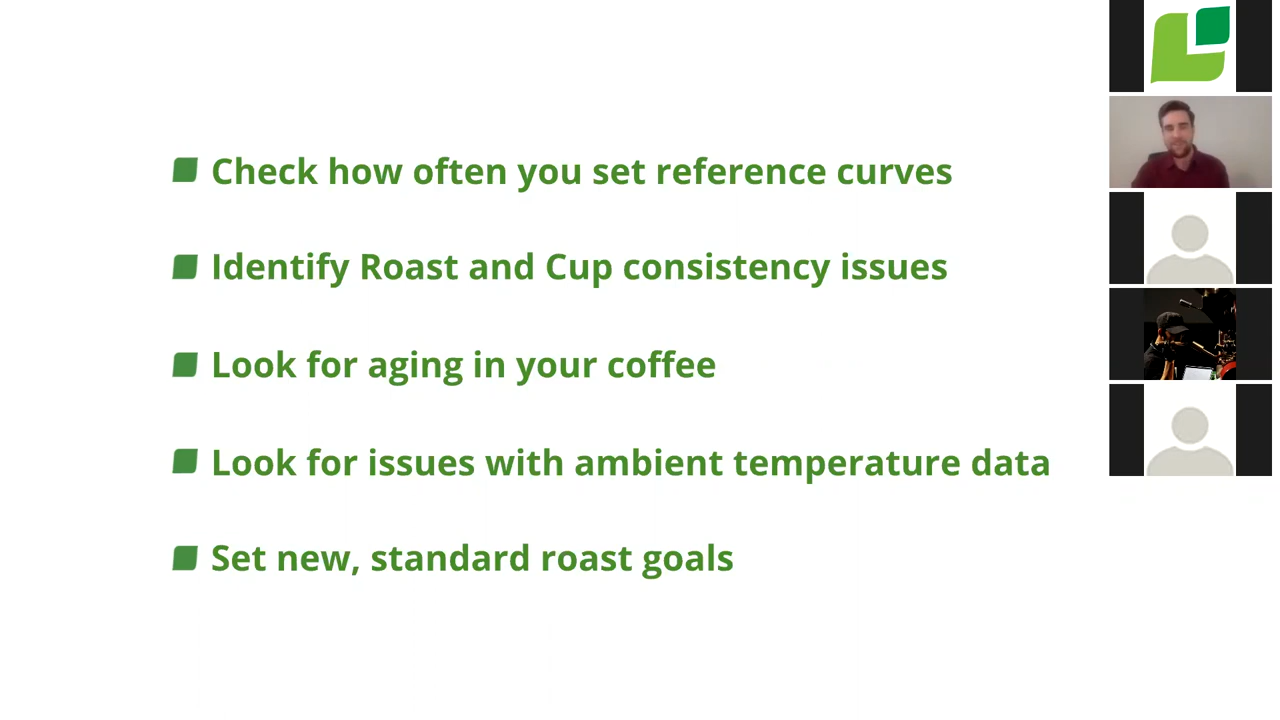 Check how often you set reference curves
Identify Roast and Cup consistency issues
Look for aging in your coffee
Look for issues with ambient temperature data
Set new, standard roast goals